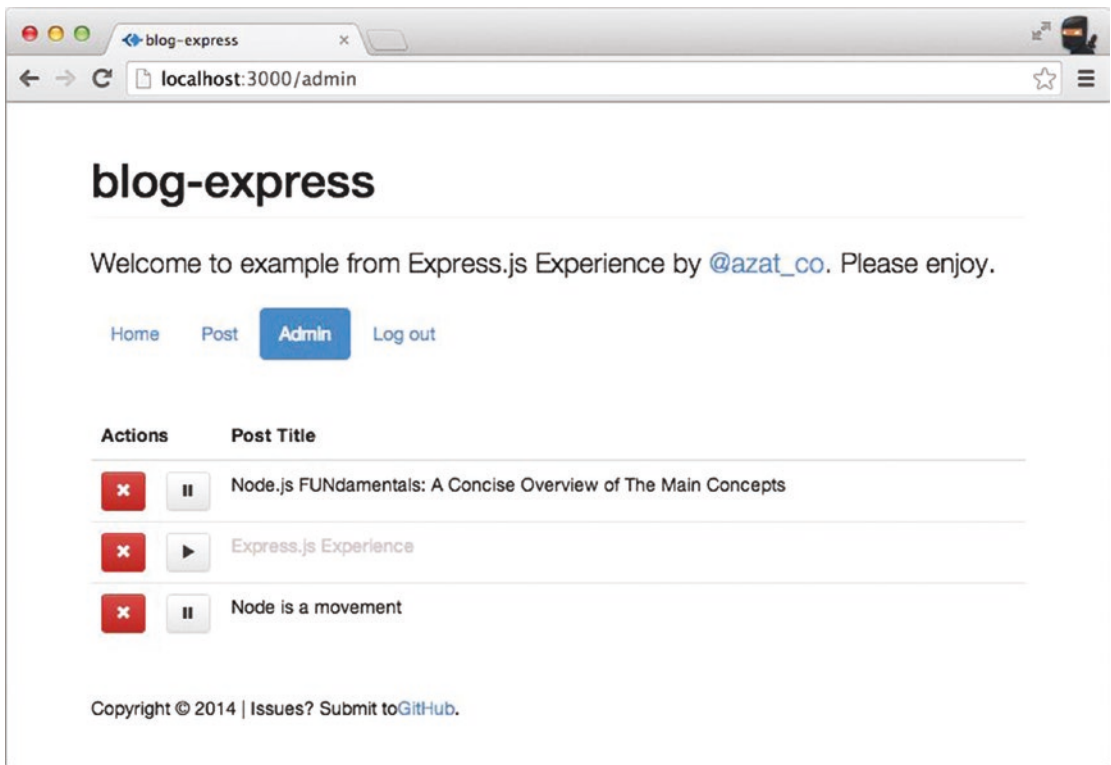 blog-express
localhost:3000/admin
blog-express
Welcome to example from Express.js Experience by @azat_co. Please enjoy.
Home Post Admin Log out
Actions Post Title
Node.js FUNdamentals: A Concise Overview of The Main Concepts
Express.js Experience
Node is a movement
Copyright © 2014 | Issues? Submit toGitHub.